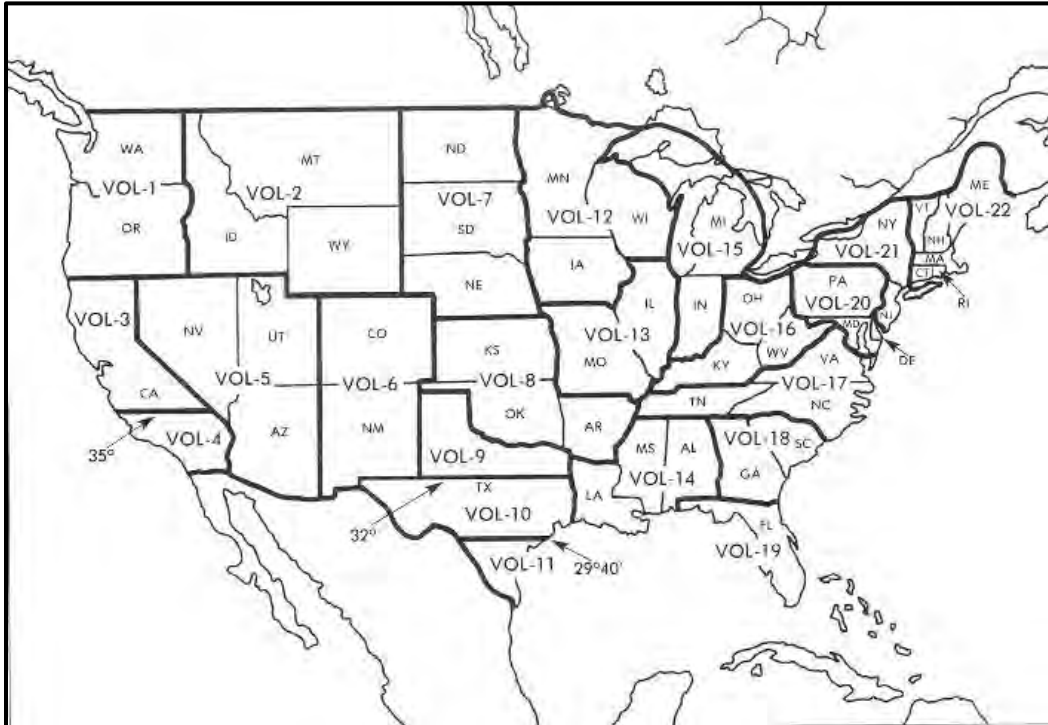 WA
VOL-1
OR
MT
VOL-2
ID
WY
ND
VOL-7
SD
NE
MN
VOL-12
WI
IA
MI
VOL-15
ME
VOL-22
VT
NH
MA
CT
RI
NY
VOL-21
PA
VOL-20
NJ
MD
DE
VOL-3
CA
NV
UT
VOL-5
AZ
CO
VOL-6
NM
KS
VOL-8
OK
IL
VOL-13
MO
IN
OH
VOL-16
WV
KY
VA
VOL-17
NC
TN
AR
35°
VOL-4
VOL-9
32°
TX
VOL-10
LA
MS
AL
VOL-14
VOL-18
SC
GA
FL
VOL-19
VOL-11
29°40'